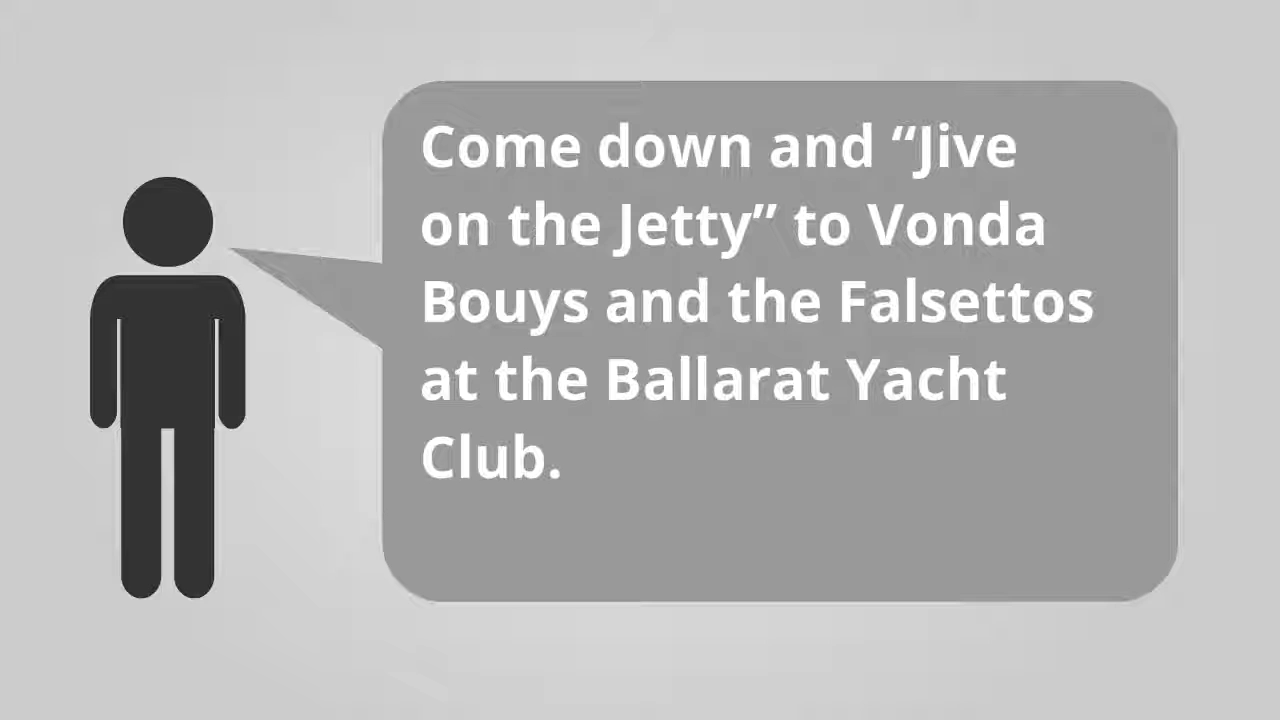 Come down and “Jive
on the Jetty” to Vonda
Bouys and the Falsettos
at the Ballarat Yacht
Club.